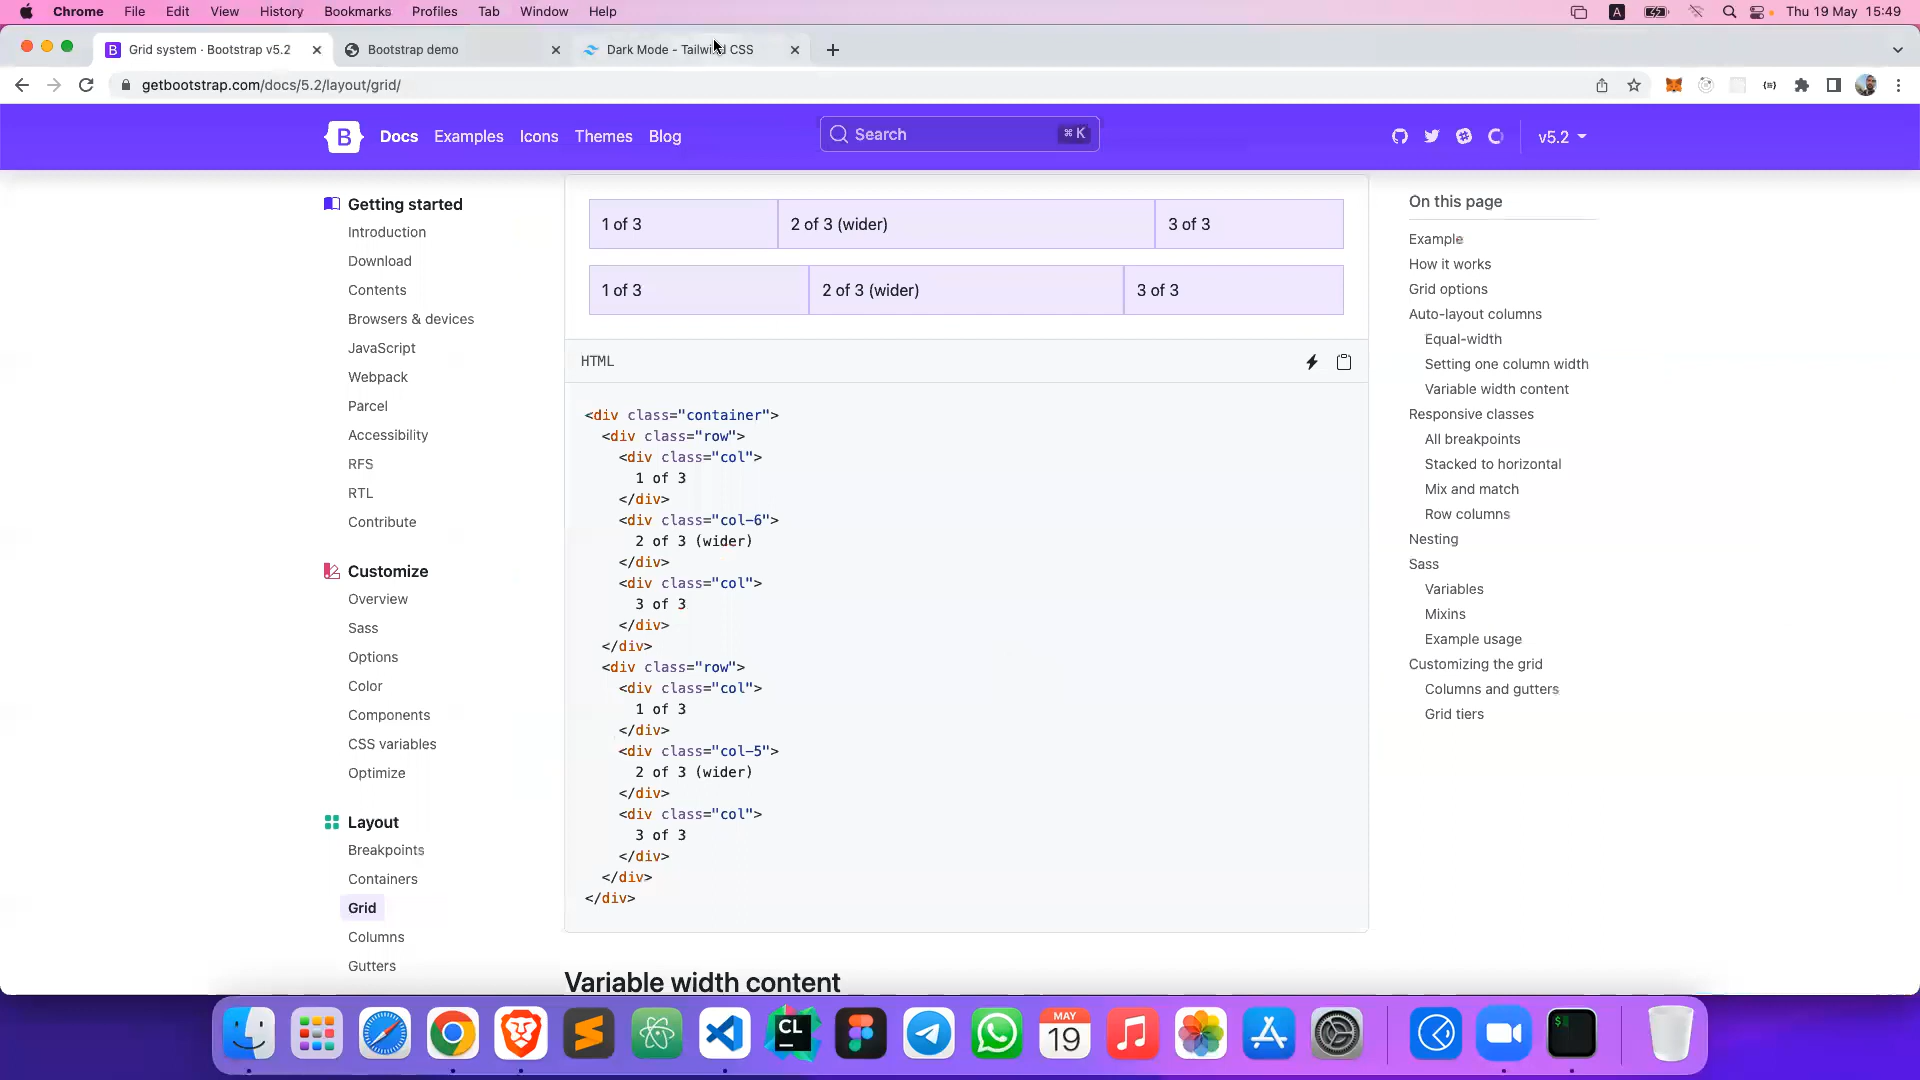 Chrome File Edit View History Bookmarks Profiles Tab Window Help
A
Thu 19 May 15:49
Grid system · Bootstrap v5.2
Bootstrap demo
Dark Mode - Tailwind CSS
getbootstrap.com/docs/5.2/layout/grid/
B
Docs Examples Icons Themes Blog
Search
⌘ K
v5.2
Getting started
Introduction
Download
Contents
Browsers & devices
JavaScript
Webpack
Parcel
Accessibility
RFS
RTL
Contribute
Customize
Overview
Sass
Options
Color
Components
CSS variables
Optimize
Layout
Breakpoints
Containers
Grid
Columns
Gutters
1 of 3
2 of 3 (wider)
3 of 3
1 of 3
2 of 3 (wider)
3 of 3
HTML
<div class="container">
<div class="row">
<div class="col">
1 of 3
</div>
<div class="col-6">
2 of 3 (wider)
</div>
<div class="col">
3 of 3
</div>
</div>
<div class="row">
<div class="col">
1 of 3
</div>
<div class="col-5">
2 of 3 (wider)
</div>
<div class="col">
3 of 3
</div>
</div>
</div>
Variable width content
On this page
Example
How it works
Grid options
Auto-layout columns
Equal-width
Setting one column width
Variable width content
Responsive classes
All breakpoints
Stacked to horizontal
Mix and match
Row columns
Nesting
Sass
Variables
Mixins
Example usage
Customizing the grid
Columns and gutters
Grid tiers
CL
MAY
19
$